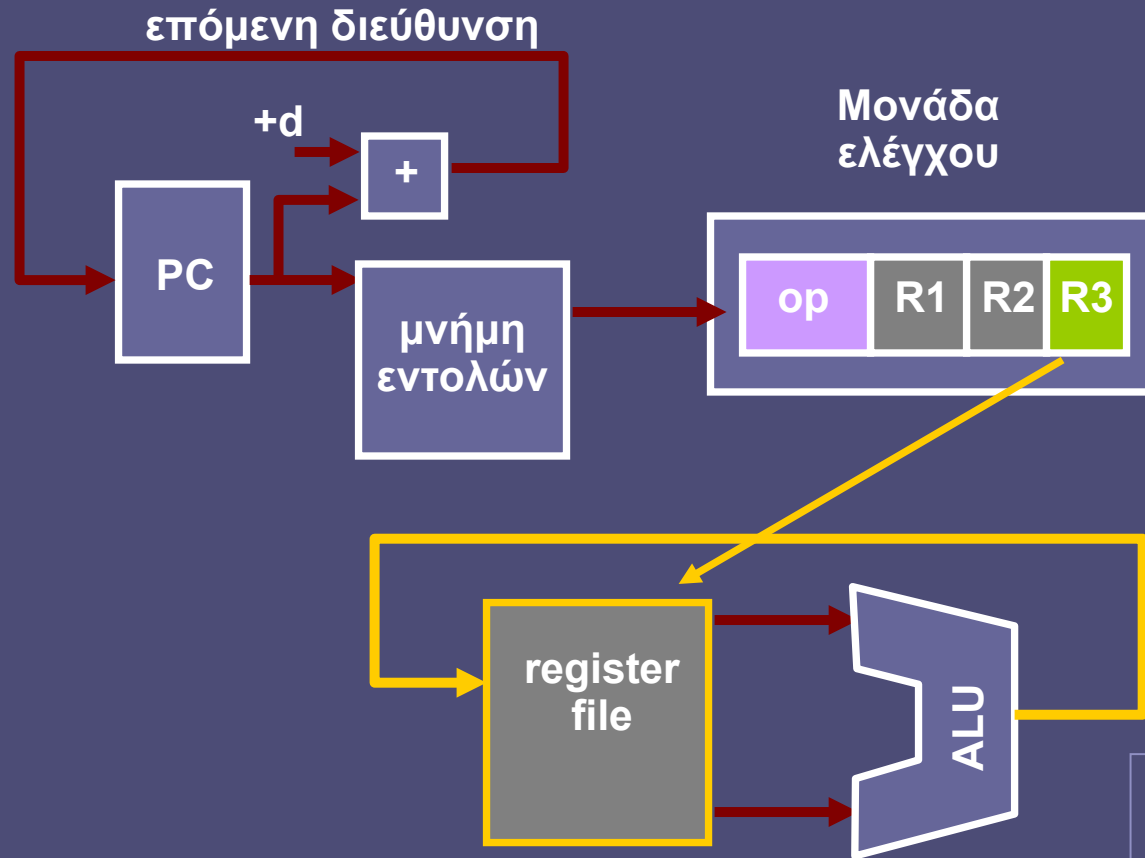 επόμενη διεύθυνση
+d
+
Μονάδα
ελέγχου
PC
op
R1
R2
R3
μνήμη
εντολών
register
file
ALU